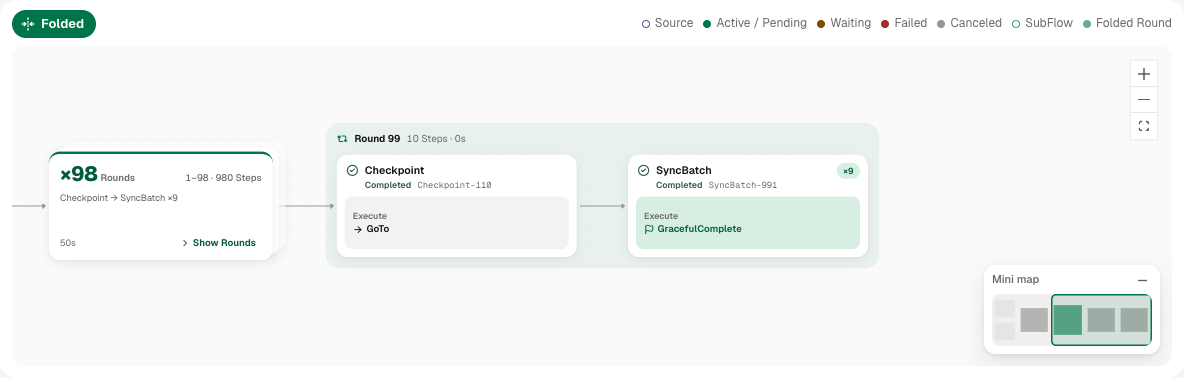 Folded
Source
Active / Pending
Waiting
Failed
Canceled
SubFlow
Folded Round
×98 Rounds
1–98 · 980 Steps
Checkpoint → SyncBatch ×9
50s
Show Rounds
Round 99 10 Steps · 0s
Checkpoint
Completed Checkpoint-110
Execute
→ GoTo
SyncBatch
×9
Completed SyncBatch-991
Execute
GracefulComplete
Mini map